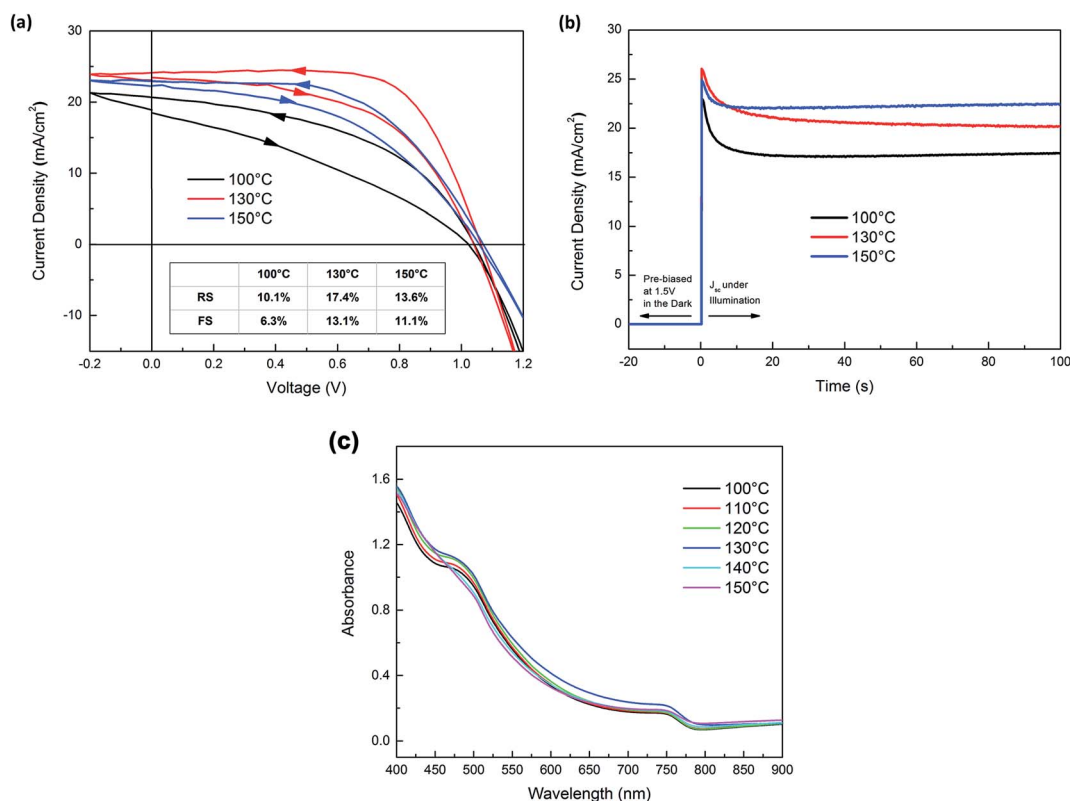 (a)
30
20
10
0
-10
Current Density (mA/cm²)
100°C
130°C
150°C
100°C 130°C 150°C
RS 10.1% 17.4% 13.6%
FS 6.3% 13.1% 11.1%
-0.2 0.0 0.2 0.4 0.6 0.8 1.0 1.2
Voltage (V)
(b)
30
25
20
15
10
5
0
Current Density (mA/cm²)
100°C
130°C
150°C
Pre-biased
at 1.5V
in the Dark
Jsc under
Illumination
-20 0 20 40 60 80 100
Time (s)
(c)
1.6
1.2
0.8
0.4
0.0
Absorbance
100°C
110°C
120°C
130°C
140°C
150°C
400 450 500 550 600 650 700 750 800 850 900
Wavelength (nm)